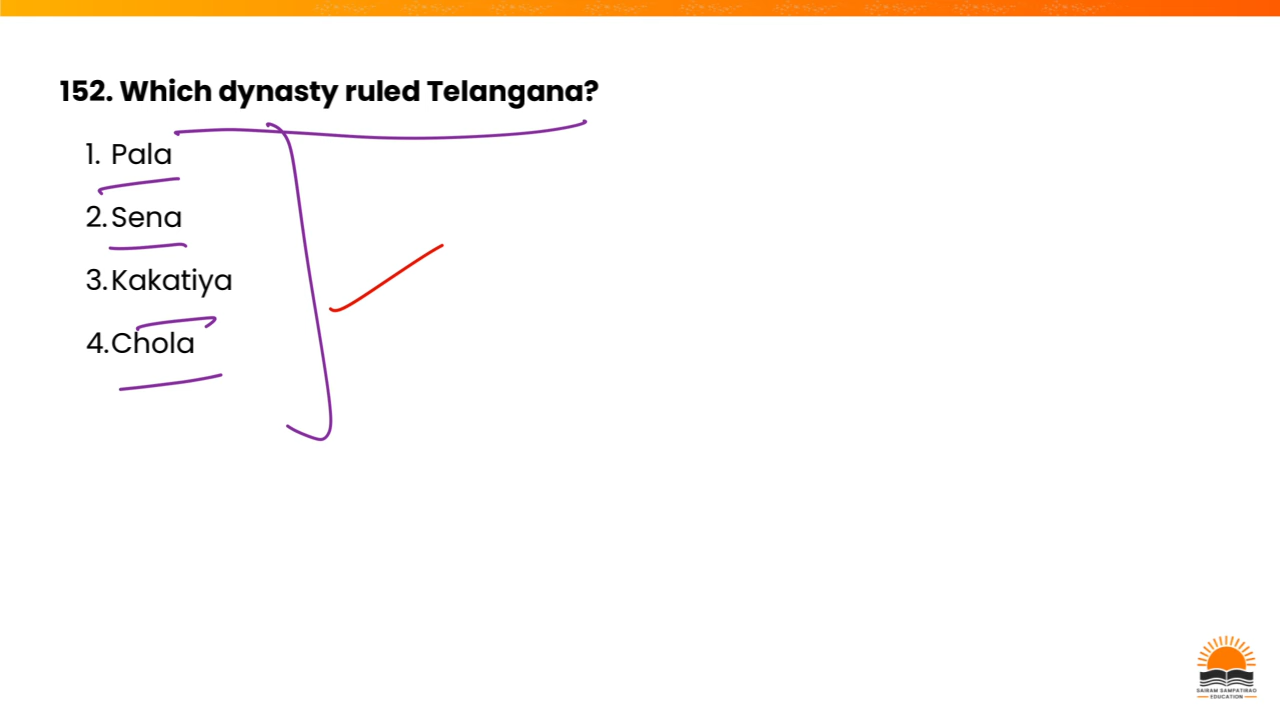 152. Which dynasty ruled Telangana?
1. Pala
2. Sena
3. Kakatiya
4. Chola
SAIRAM SAMPATIRAO
EDUCATION